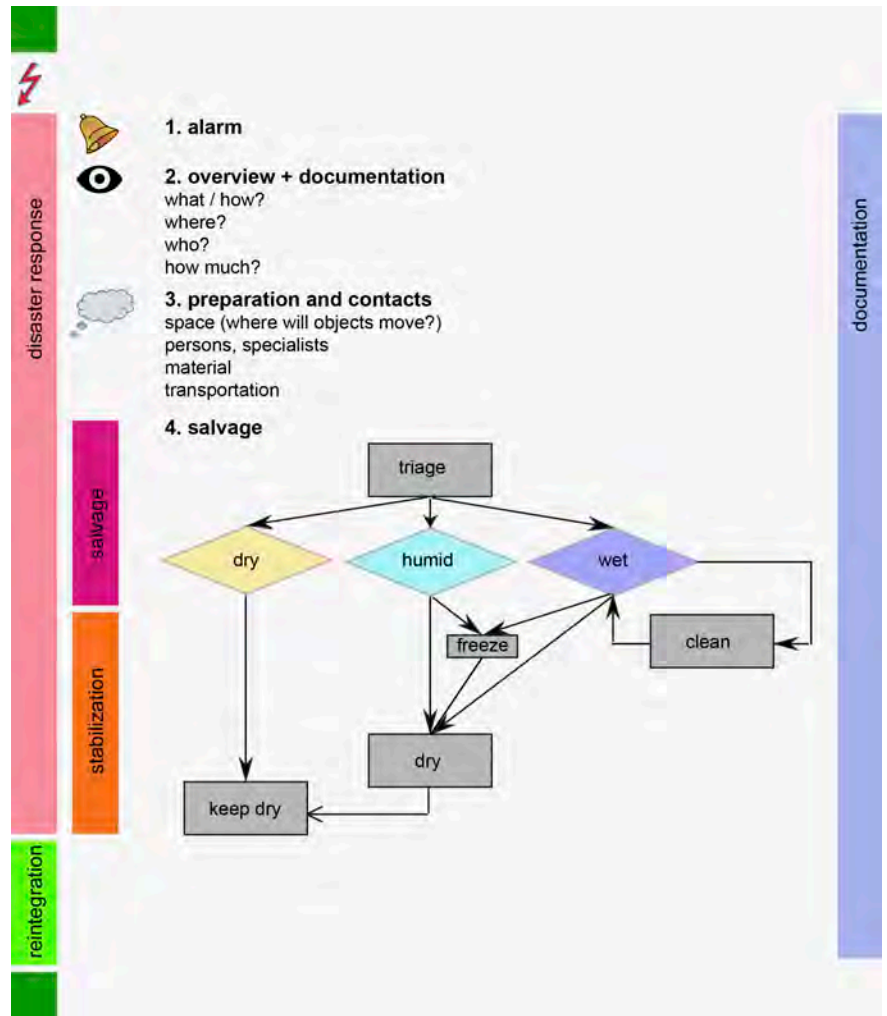 1. alarm
2. overview + documentation
what / how?
where?
who?
how much?
3. preparation and contacts
space (where will objects move?)
persons, specialists
material
transportation
4. salvage
triage
dry
humid
wet
freeze
clean
dry
keep dry
disaster response
salvage
stabilization
reintegration
documentation